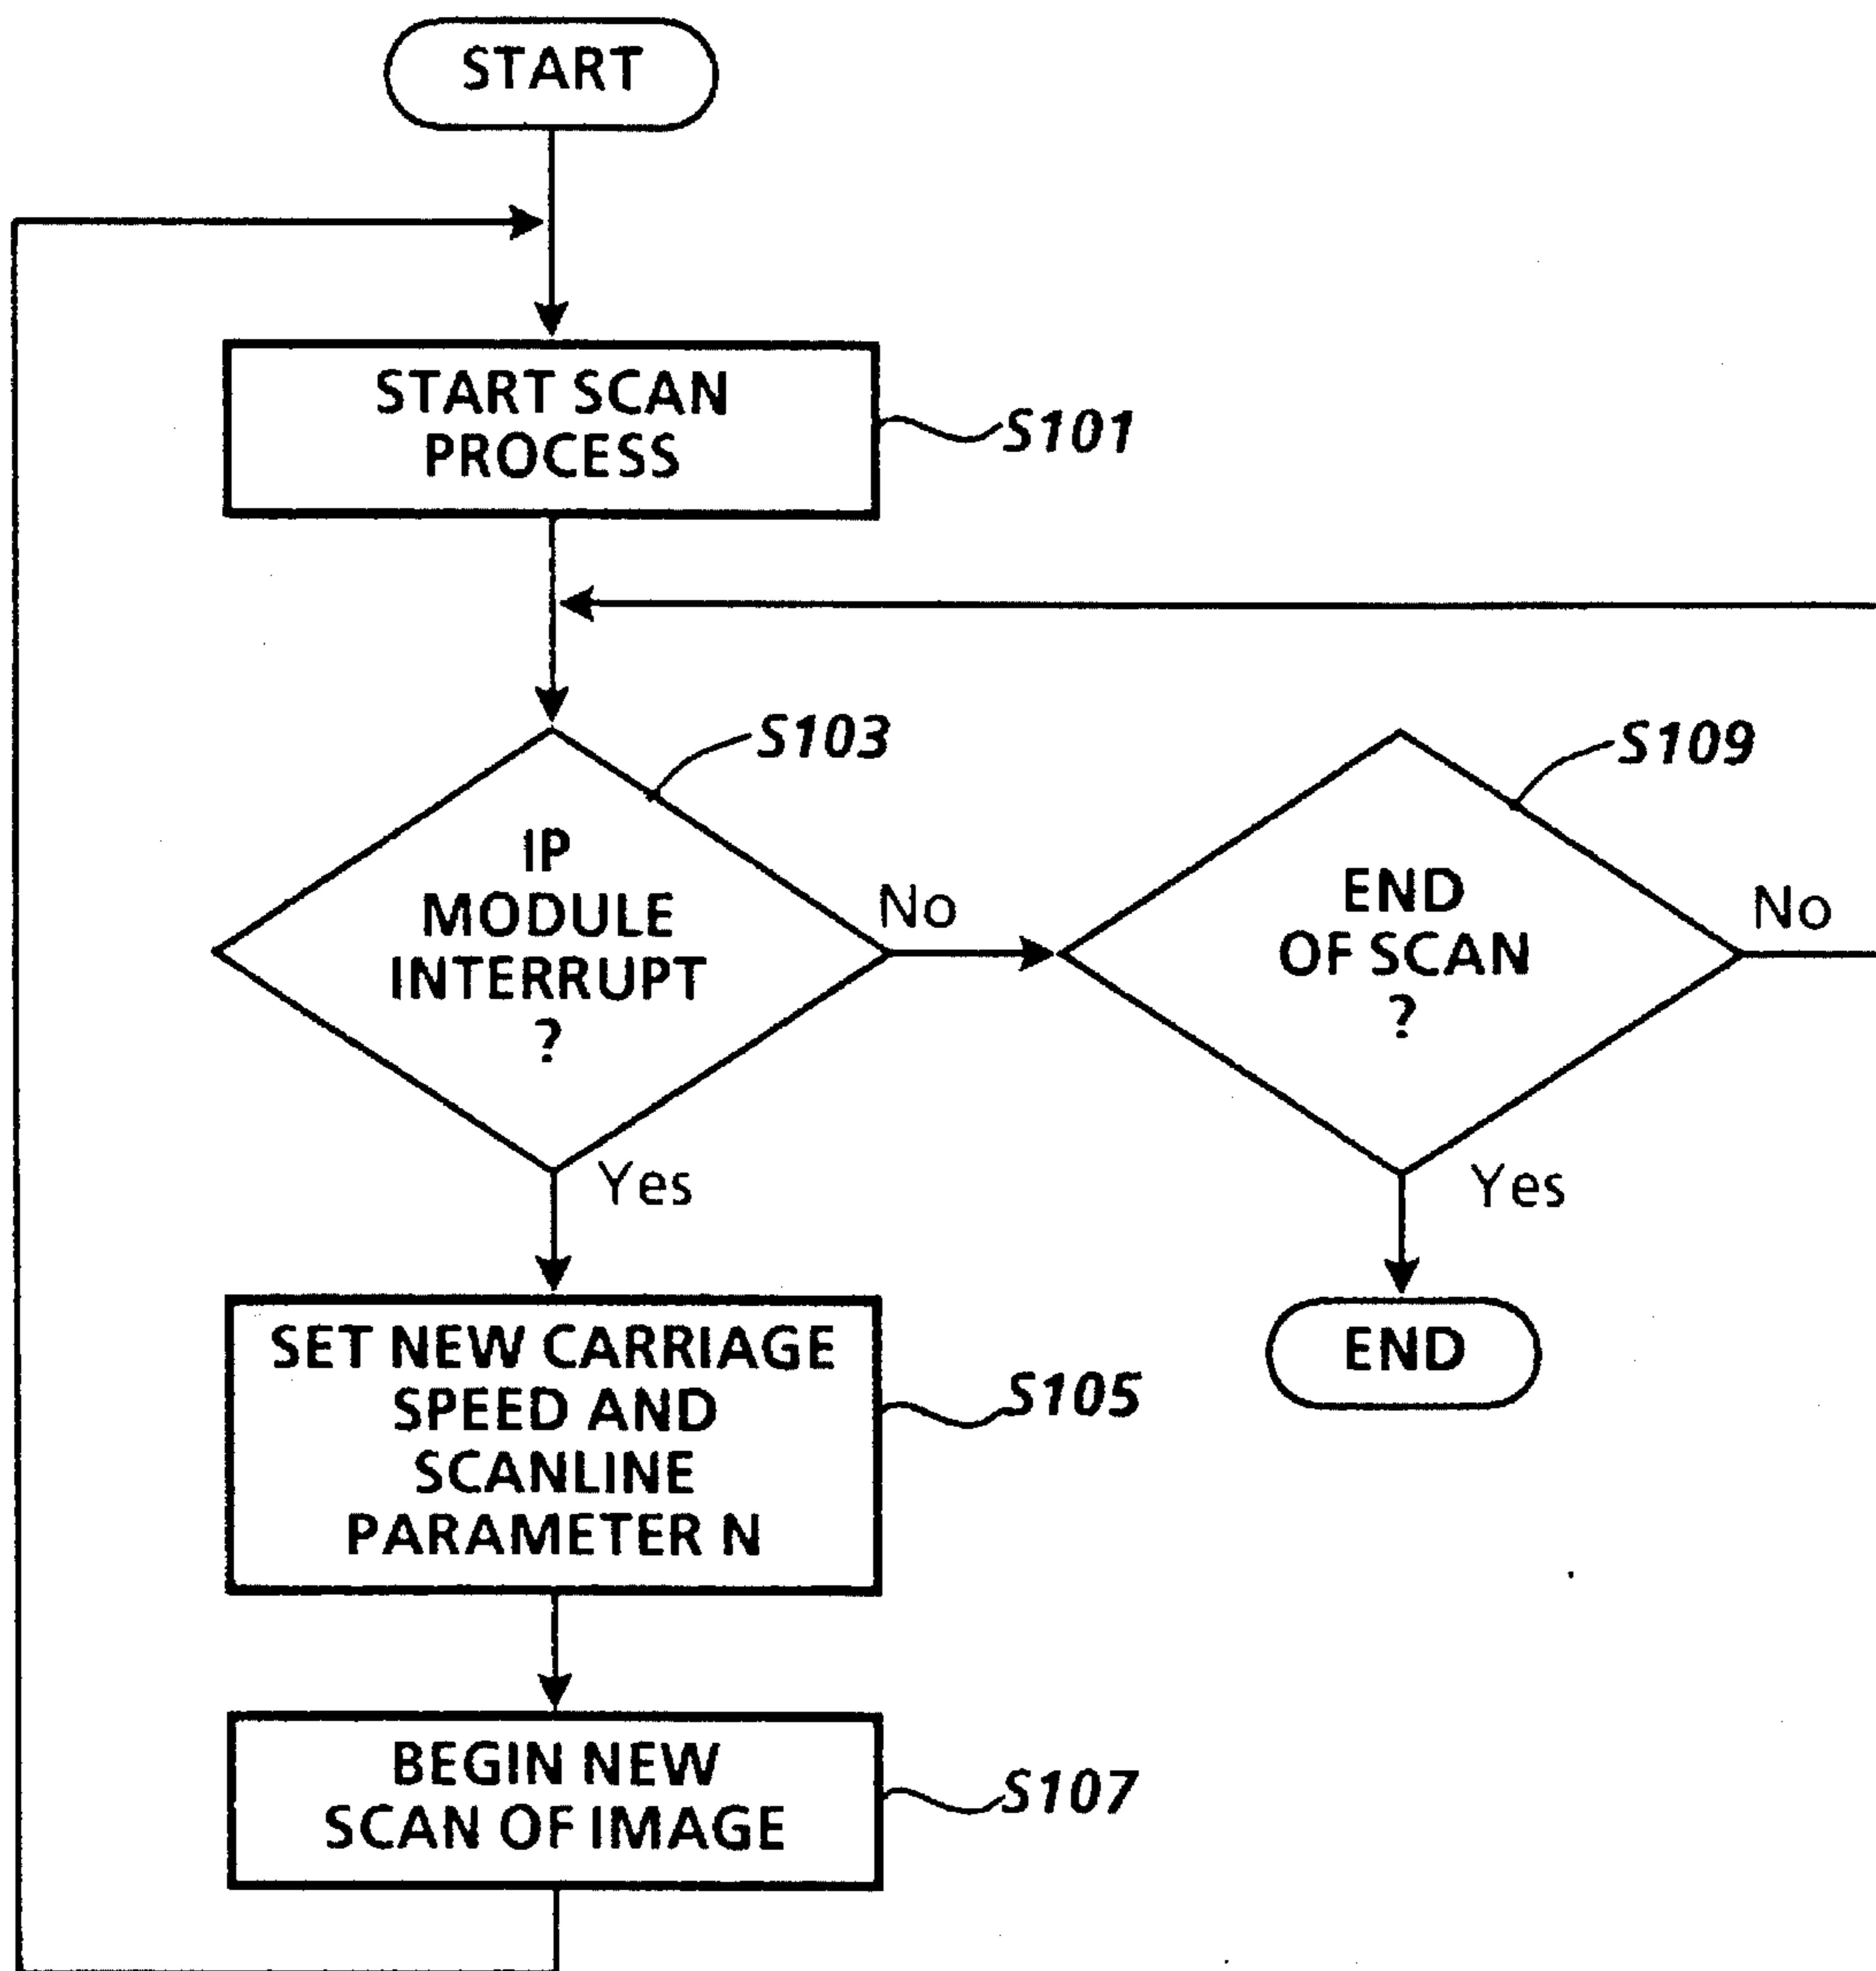 START
START SCAN
PROCESS
S101
S103
S109
IP
MODULE
INTERRUPT
?
No
END
OF SCAN
?
No
Yes
Yes
SET NEW CARRIAGE
SPEED AND
SCANLINE
PARAMETER N
S105
END
BEGIN NEW
SCAN OF IMAGE
S107